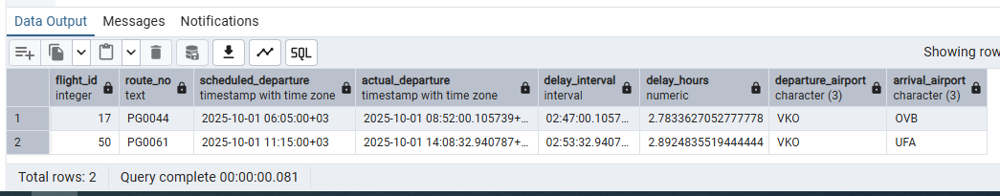 Data Output Messages Notifications
SQL Showing row
flight_id integer route_no text scheduled_departure timestamp with time zone actual_departure timestamp with time zone delay_interval interval delay_hours numeric departure_airport character (3) arrival_airport character (3)
1 17 PG0044 2025-10-01 06:05:00+03 2025-10-01 08:52:00.105739+... 02:47:00.1057... 2.7833627052777778 VKO OVB
2 50 PG0061 2025-10-01 11:15:00+03 2025-10-01 14:08:32.940787+... 02:53:32.9407... 2.8924835519444444 VKO UFA
Total rows: 2 Query complete 00:00:00.081